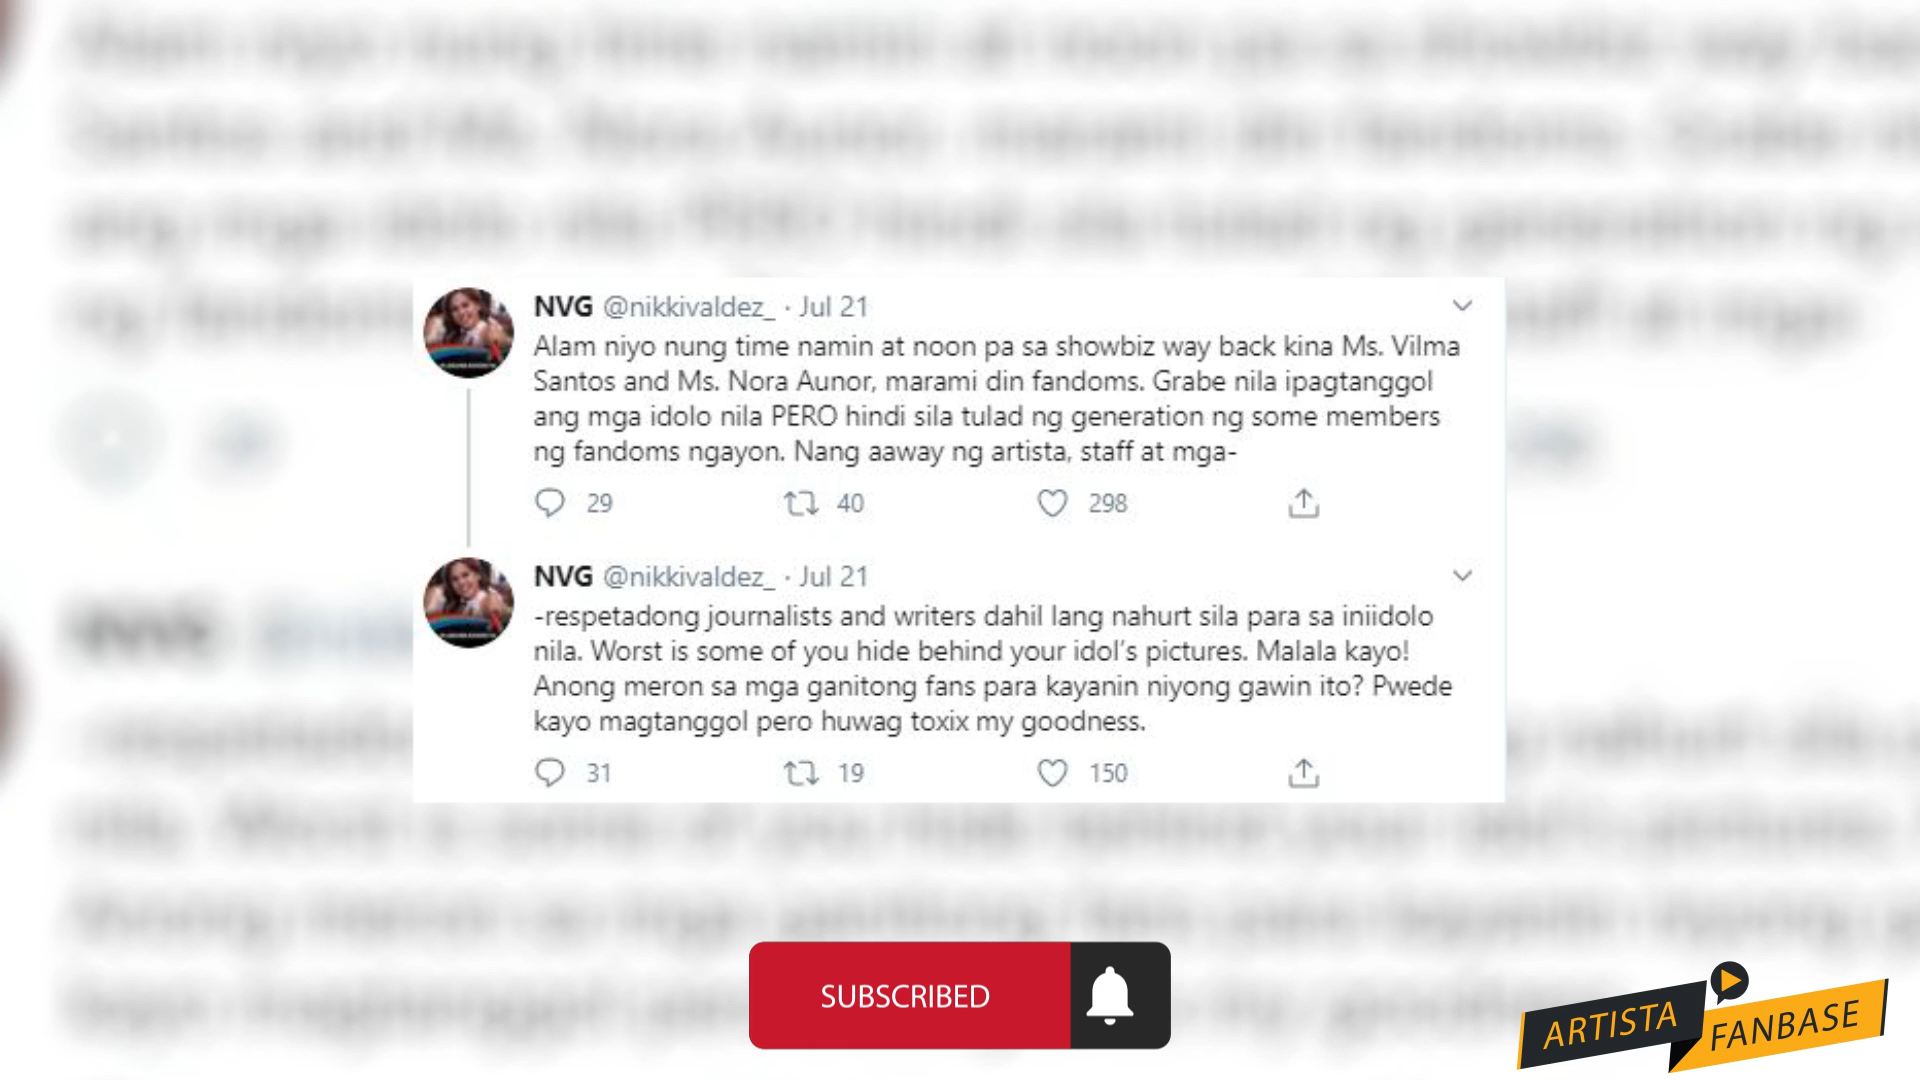 NVG @nikkivaldez_ · Jul 21
Alam niyo nung time namin at noon pa sa showbiz way back kina Ms. Vilma
Santos and Ms. Nora Aunor, marami din fandoms. Grabe nila ipagtanggol
ang mga idolo nila PERO hindi sila tulad ng generation ng some members
ng fandoms ngayon. Nang aaway ng artista, staff at mga-
29 40 298
NVG @nikkivaldez_ · Jul 21
-respetadong journalists and writers dahil lang nahurt sila para sa iniidolo
nila. Worst is some of you hide behind your idol's pictures. Malala kayo!
Anong meron sa mga ganitong fans para kayanin niyong gawin ito? Pwede
kayo magtanggol pero huwag toxix my goodness.
31 19 150
SUBSCRIBED
ARTISTA
FANBASE